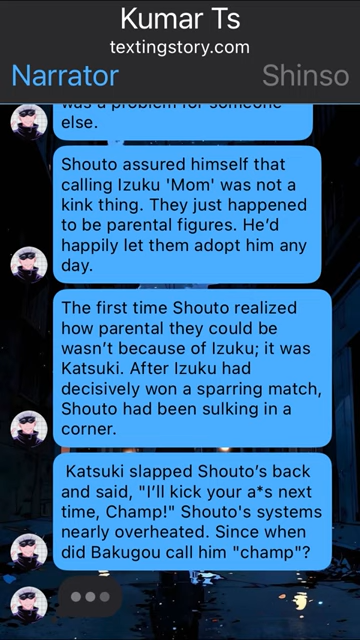 Kumar Ts
textingstory.com
Narrator
Shinso
was a problem for someone
else.
Shouto assured himself that
calling Izuku 'Mom' was not a
kink thing. They just happened
to be parental figures. He’d
happily let them adopt him any
day.
The first time Shouto realized
how parental they could be
wasn’t because of Izuku; it was
Katsuki. After Izuku had
decisively won a sparring match,
Shouto had been sulking in a
corner.
Katsuki slapped Shouto’s back
and said, "I’ll kick your a*s next
time, Champ!" Shouto's systems
nearly overheated. Since when
did Bakugou call him "champ"?